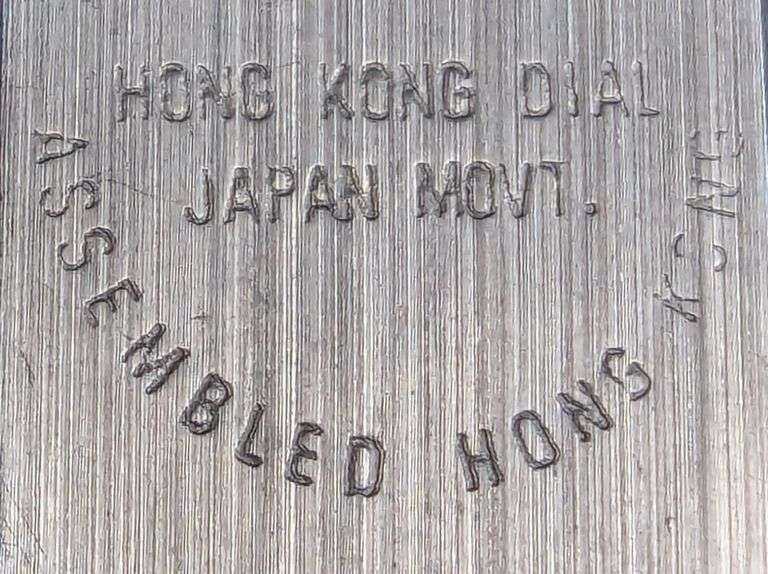 HONG KONG DIAL
JAPAN MOVT.
ASSEMBLED HONG KONG